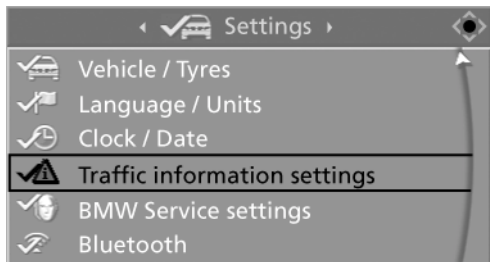 Settings
Vehicle / Tyres
Language / Units
Clock / Date
Traffic information settings
BMW Service settings
Bluetooth